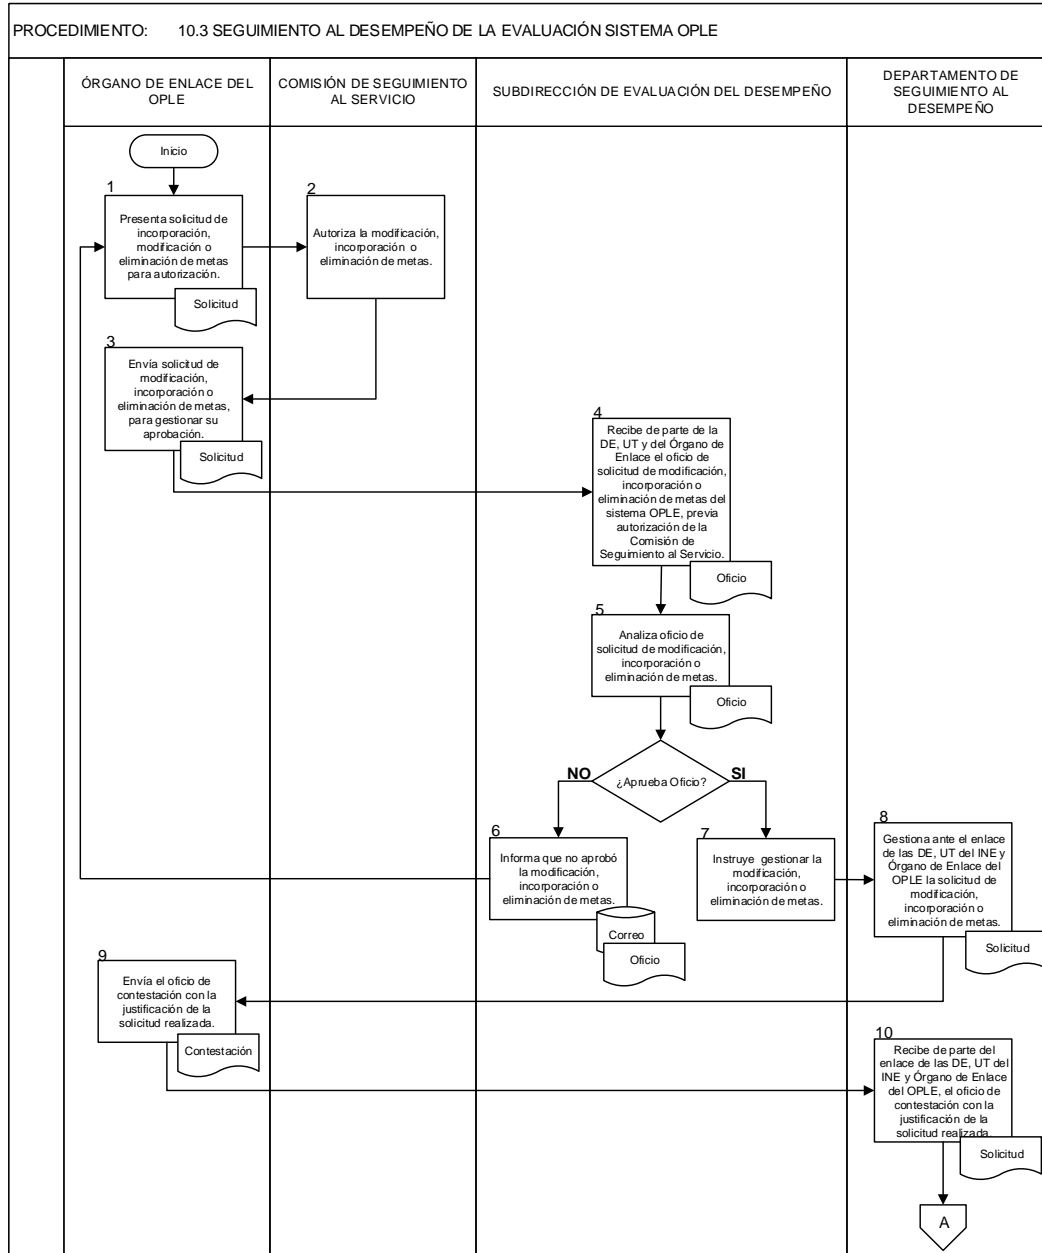 PROCEDIMIENTO: 10.3 SEGUIMIENTO AL DESEMPEÑO DE LA EVALUACIÓN SISTEMA OPLE
ÓRGANO DE ENLACE DEL
OPLE
COMISIÓN DE SEGUIMIENTO
AL SERVICIO
SUBDIRECCIÓN DE EVALUACIÓN DEL DESEMPEÑO
DEPARTAMENTO DE
SEGUIMIENTO AL
DESEMPEÑO
Inicio
1
Presenta solicitud de
incorporación,
modificación o
eliminación de metas
para autorización.
Solicitud
2
Autoriza la modificación,
incorporación o
eliminación de metas.
3
Envía solicitud de
modificación,
incorporación o
eliminación de metas,
para gestionar su
aprobación.
Solicitud
4
Recibe de parte de la
DE, UT y del Órgano de
Enlace el oficio de
solicitud de modificación,
incorporación o
eliminación de metas del
sistema OPLE, previa
autorización de la
Comisión de
Seguimiento al Servicio.
Oficio
5
Analiza oficio de
solicitud de modificación,
incorporación o
eliminación de metas.
Oficio
¿Aprueba Oficio?
NO
SI
6
Informa que no aprobó
la modificación,
incorporación o
eliminación de metas.
Correo
Oficio
7
Instruye gestionar la
modificación,
incorporación o
eliminación de metas.
8
Gestiona ante el enlace
de las DE, UT del INE y
Órgano de Enlace del
OPLE la solicitud de
modificación,
incorporación o
eliminación de metas.
Solicitud
9
Envía el oficio de
contestación con la
justificación de la
solicitud realizada.
Contestación
10
Recibe de parte del
enlace de las DE, UT del
INE y Órgano de Enlace
del OPLE, el oficio de
contestación con la
justificación de la
solicitud realizada.
Solicitud
A